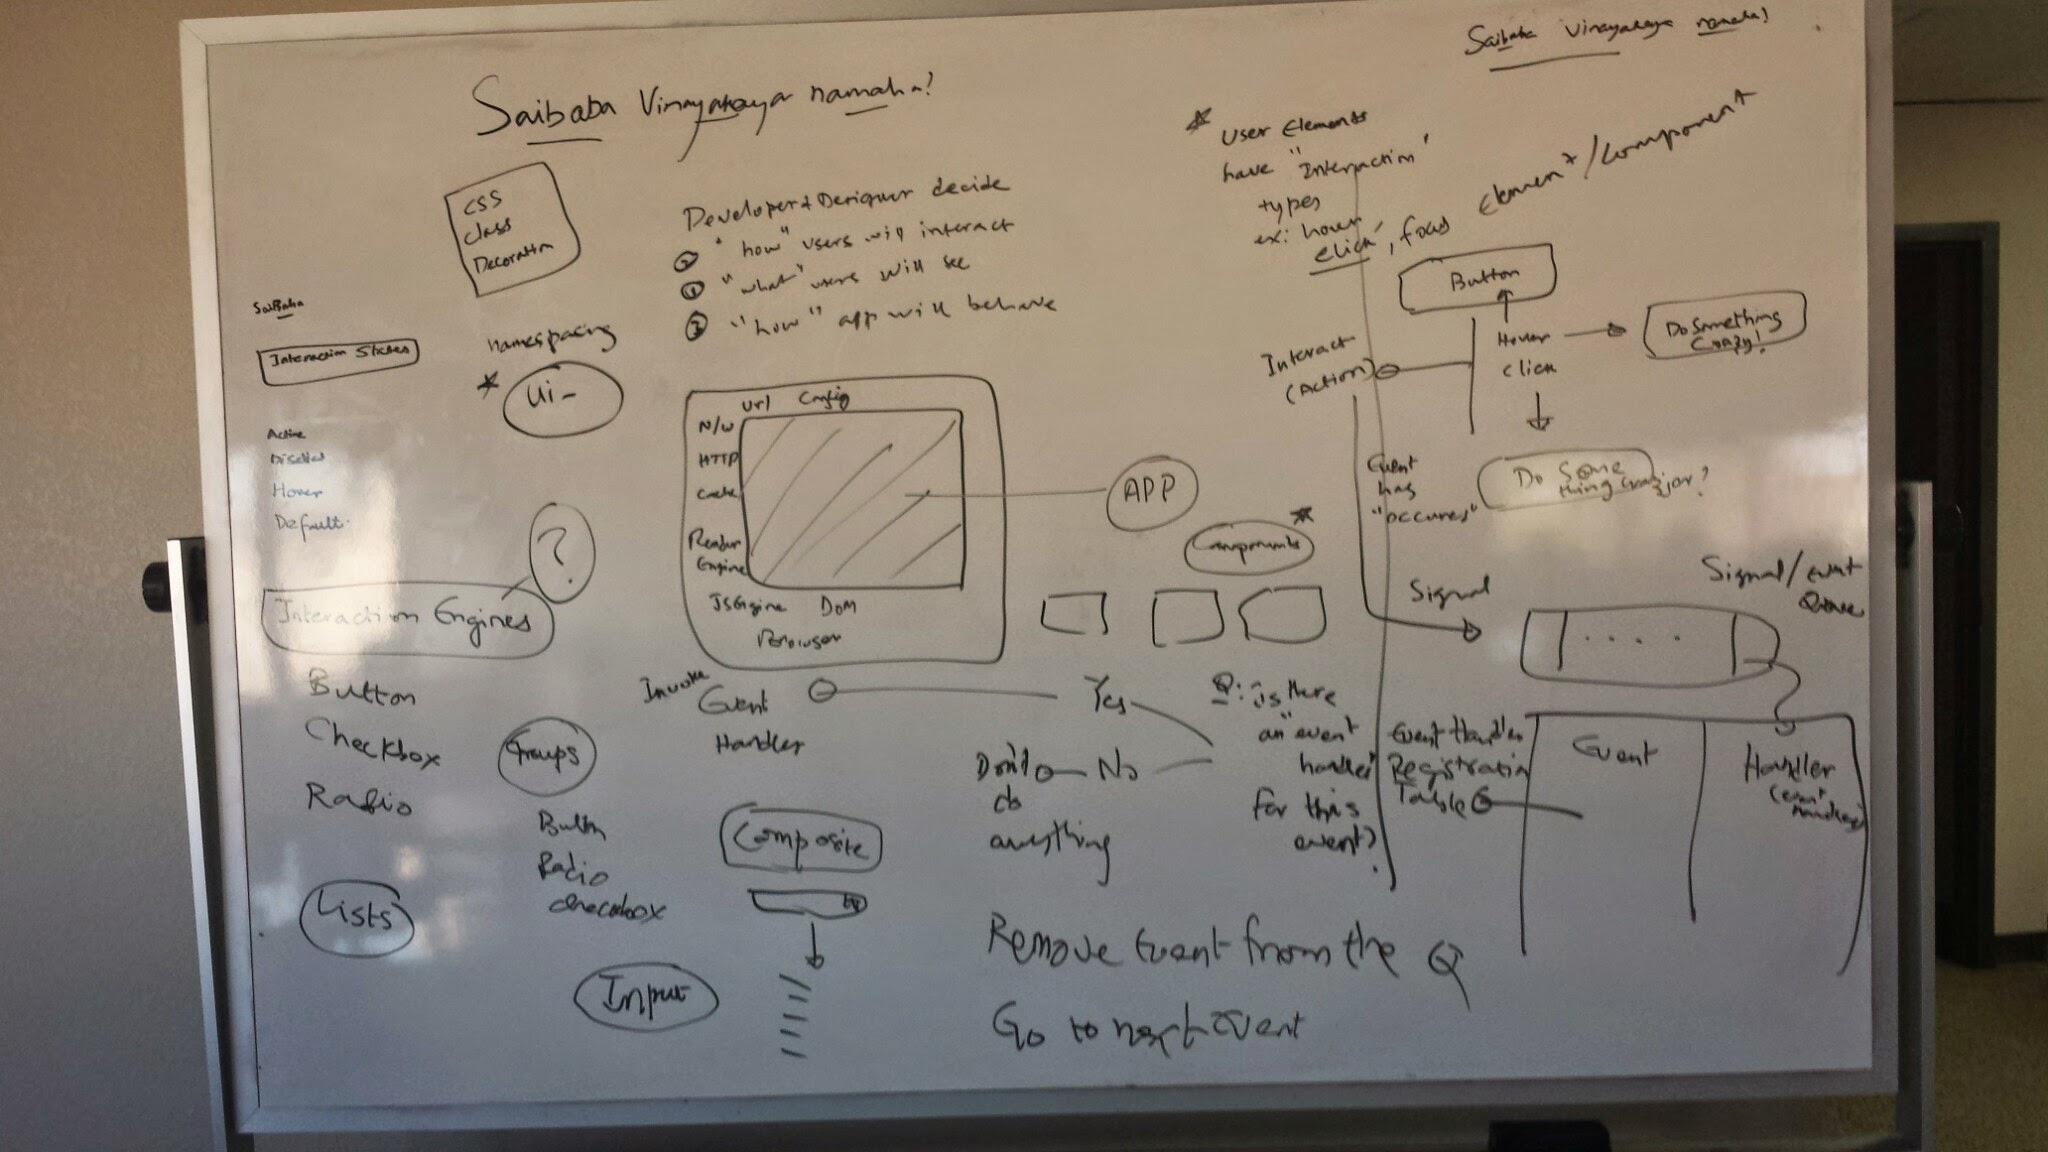 Saibaba Vinayakaya namaha!
Saibaba Vinayakaya namaha!
CSS
Class
Decoration
Developer + Designer decide
② "how" users will interact
① "what" users will see
③ "how" app will behave
SaiBaba
Interaction States
Active
Disabled
Hover
Default
namespacing
* Ui-
?
Interaction Engines
Button
Checkbox
Radio
Lists
Groups
Button
Radio
checkbox
Input
Composite
Url Config
N/W
HTTP
Cache
Render
Engine
JSEngine DOM
Browser
APP
Components *
* User Elements
have "Interaction"
types
ex: hover
click, focus
Element/component
Button
Hover
click
Do Something
Crazy!
Interact
(Action)
Do Some
thing
Event
has
"occured"
Signal
Signal/event
Queue
. . . .
Event Handler
Registration
Table
Event
Handler
(event
handler)
Q: is there
an "event
handler"
for this
event?
Yes
Invoke
Event
Handler
No
Don't
do
anything
Remove Event from the Q
Go to next event